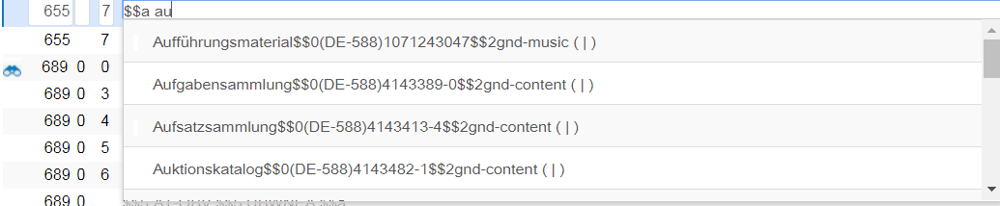 655 7 $$a au
Aufführungsmaterial$$0(DE-588)1071243047$$2gnd-music ( | )
655 7
689 0 0
Aufgabensammlung$$0(DE-588)4143389-0$$2gnd-content ( | )
689 0 3
689 0 4
Aufsatzsammlung$$0(DE-588)4143413-4$$2gnd-content ( | )
689 0 5
689 0 6
Auktionskatalog$$0(DE-588)4143482-1$$2gnd-content ( | )
689 0